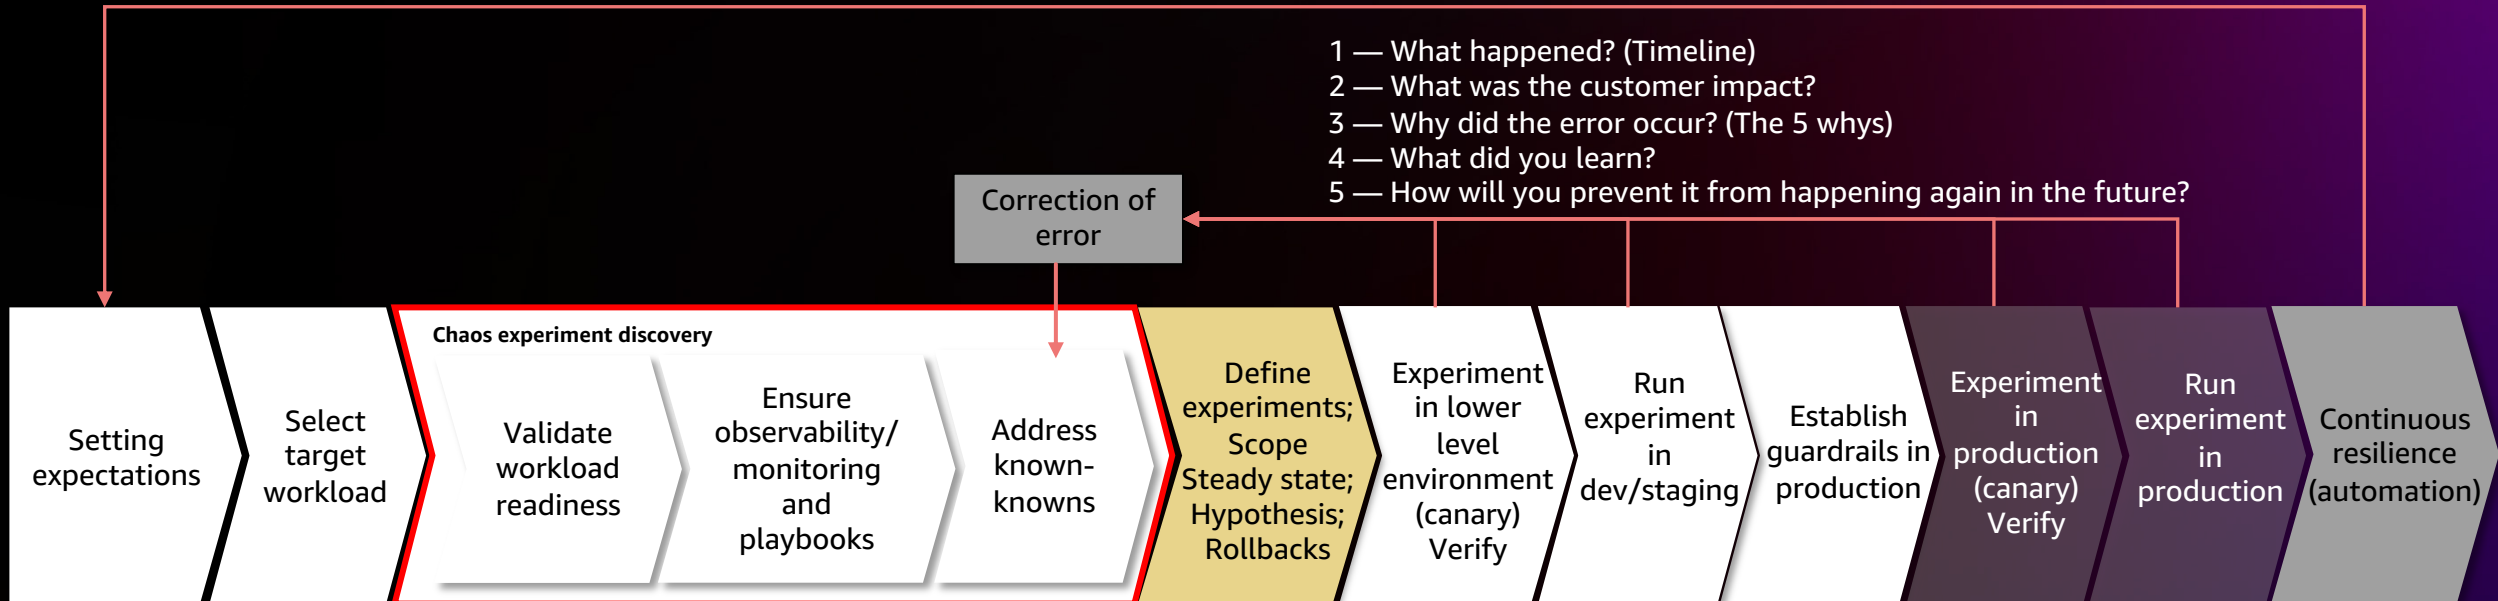 1 — What happened? (Timeline)
2 — What was the customer impact?
3 — Why did the error occur? (The 5 whys)
4 — What did you learn?
5 — How will you prevent it from happening again in the future?
Correction of
error
Setting
expectations
Select
target
workload
Chaos experiment discovery
Validate
workload
readiness
Ensure
observability/
monitoring
and
playbooks
Address
known-
knowns
Define
experiments;
Scope
Steady state;
Hypothesis;
Rollbacks
Experiment
in lower
level
environment
(canary)
Verify
Run
experiment
in
dev/staging
Establish
guardrails in
production
Experiment
in
production
(canary)
Verify
Run
experiment
in
production
Continuous
resilience
(automation)